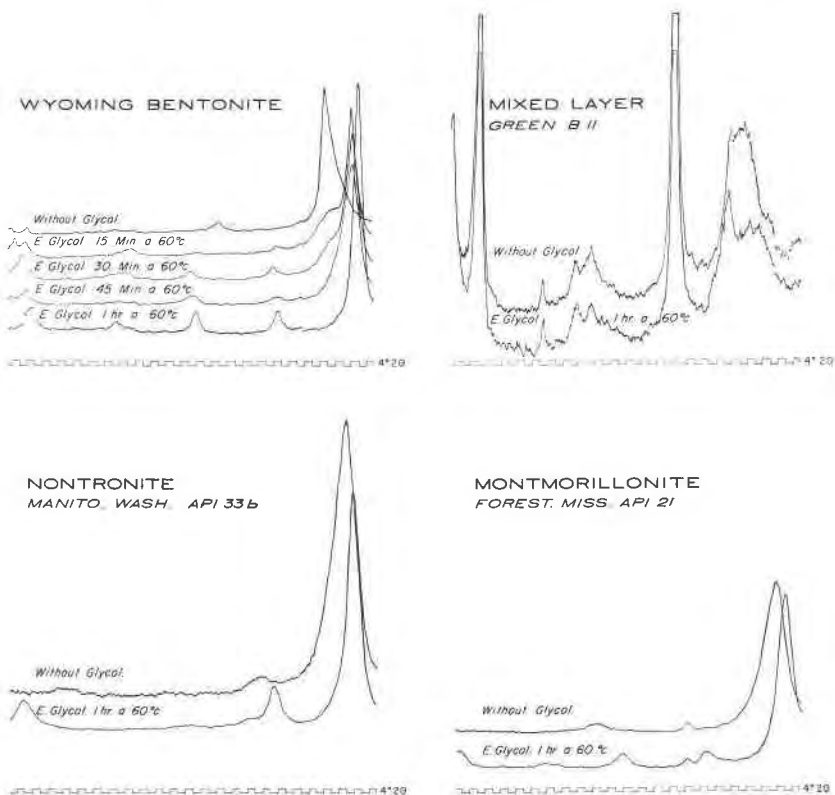 WYOMING BENTONITE
Without Glycol.
E Glycol 15 Min a 60°c
E Glycol 30 Min a 60°c
E Glycol 45 Min a 60°c
E Glycol 1 hr a 60°c
4°2θ
MIXED LAYER
GREEN B 11
Without Glycol
E. Glycol 1 hr. a 60°c
4°2θ
NONTRONITE
MANITO WASH. API 33b
Without Glycol.
E Glycol 1 hr a 60°c
4°2θ
MONTMORILLONITE
FOREST. MISS. API 21
Without Glycol.
E Glycol. 1 hr a 60°c
4°2θ